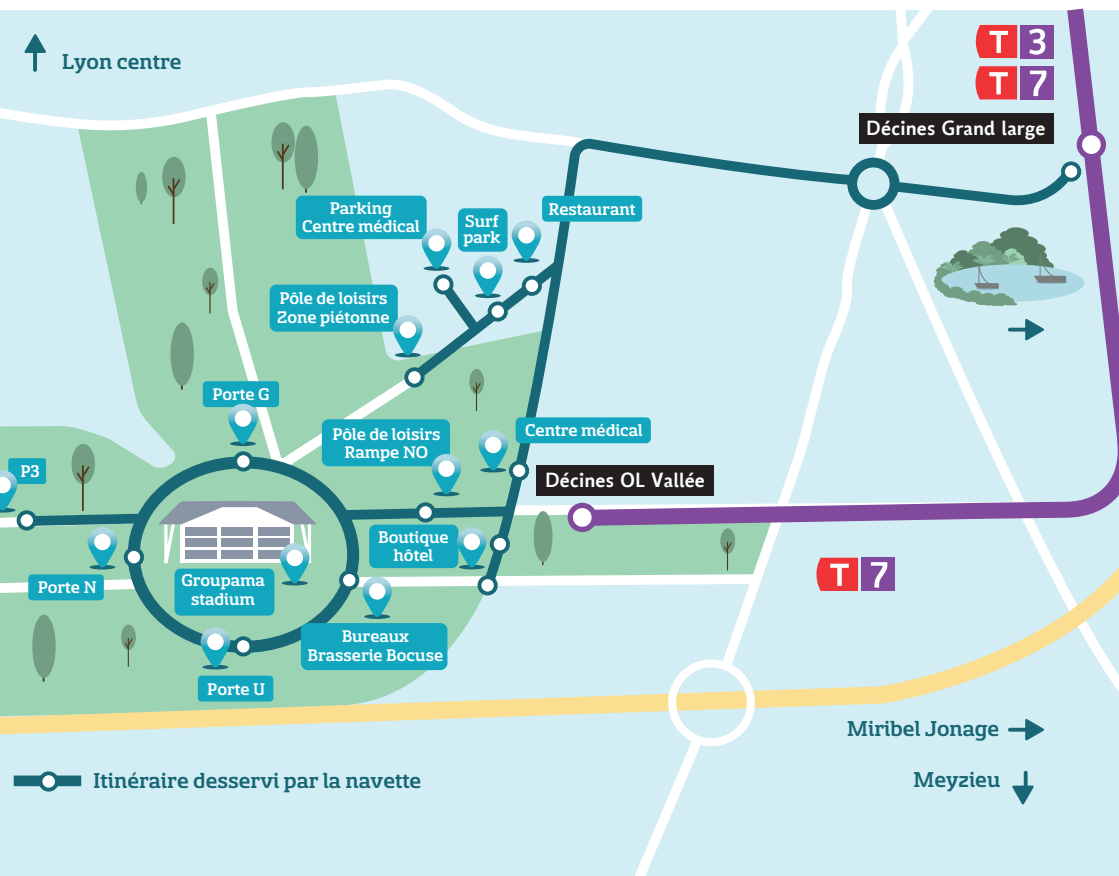 Lyon centre
T 3
T 7
Décines Grand large
Parking
Centre médical
Surf
park
Restaurant
Pôle de loisirs
Zone piétonne
Porte G
Pôle de loisirs
Rampe NO
Centre médical
P3
Décines OL Vallée
Boutique
hôtel
T 7
Porte N
Groupama
stadium
Bureaux
Brasserie Bocuse
Porte U
Miribel Jonage
Itinéraire desservi par la navette
Meyzieu